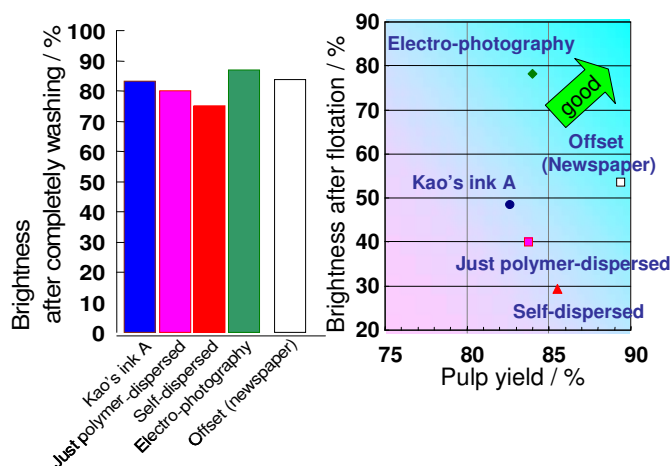 Brightness
after completely washing / %
100
90
80
70
60
50
40
30
20
10
0
Kao's ink A
Just polymer-dispersed
Self-dispersed
Electro-photography
Offset (newspaper)
Brightness after flotation / %
90
80
70
60
50
40
30
20
Electro-photography
good
Offset
(Newspaper)
Kao's ink A
Just polymer-dispersed
Self-dispersed
75
80
85
90
Pulp yield / %